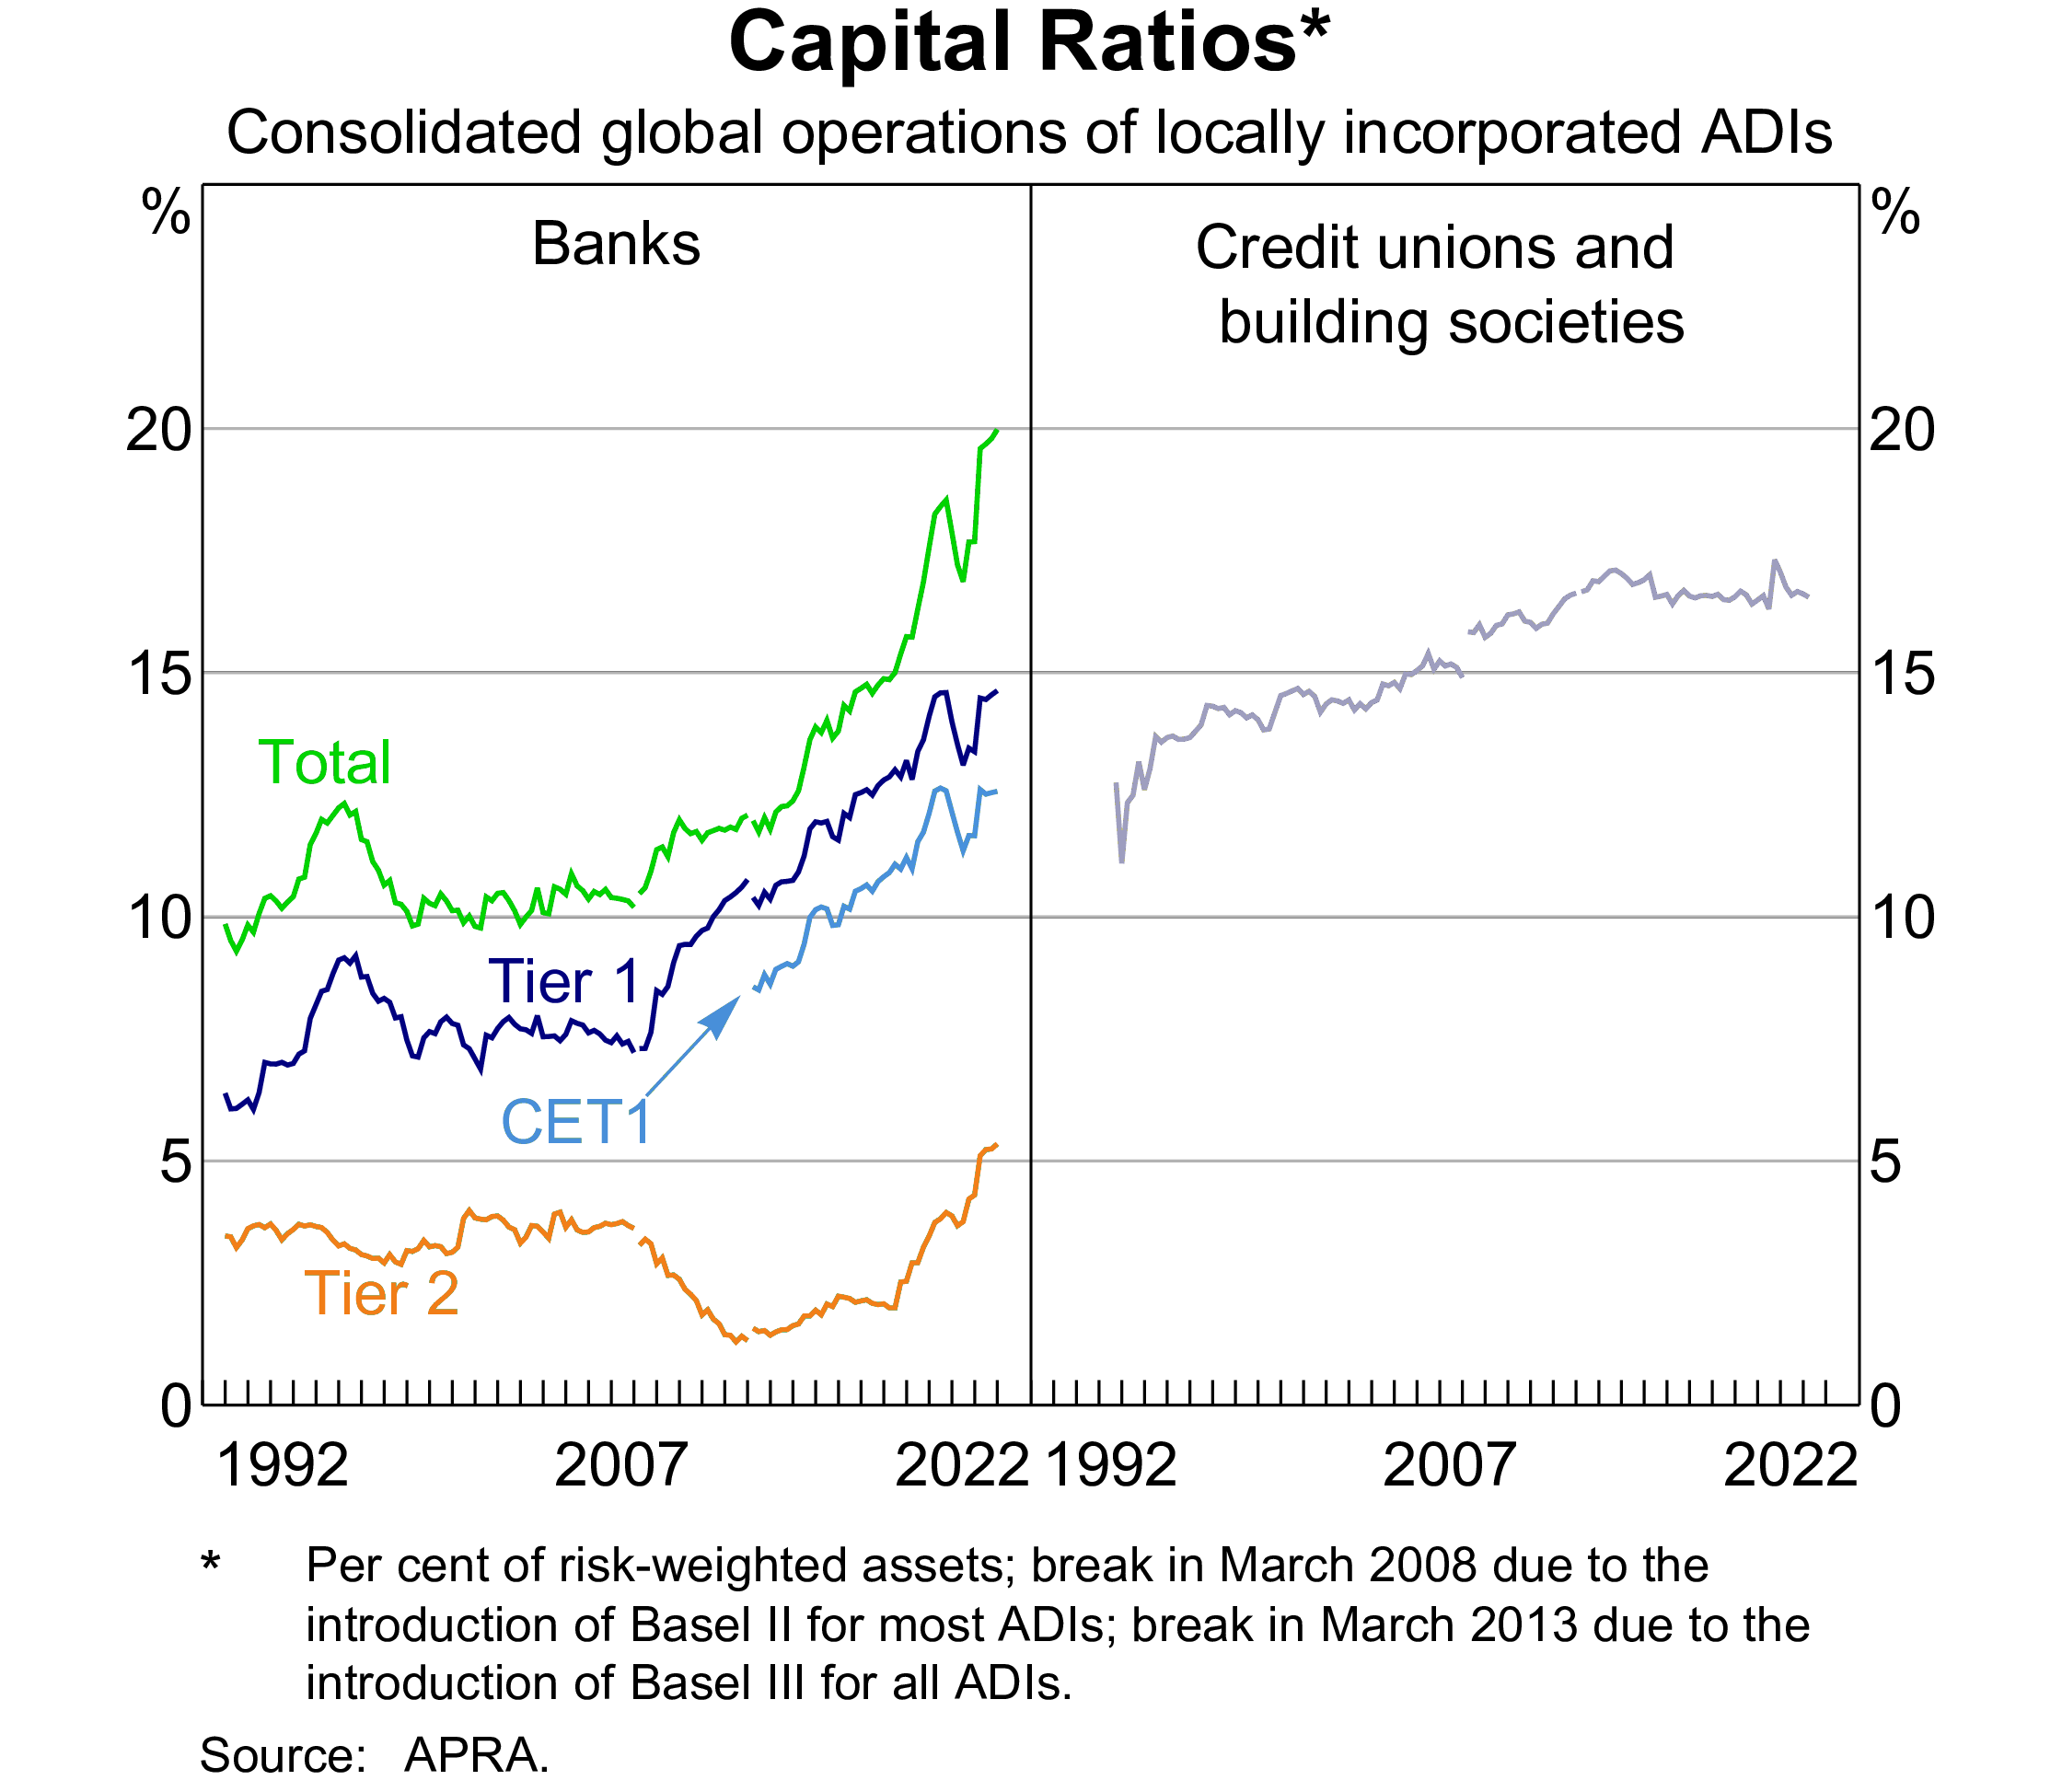 Capital Ratios*
Consolidated global operations of locally incorporated ADIs
%
%
Banks
Credit unions and
building societies
20
20
15
15
Total
10
10
Tier 1
CET1
5
5
Tier 2
0
0
1992
2007
2022
1992
2007
2022
* Per cent of risk-weighted assets; break in March 2008 due to the
introduction of Basel II for most ADIs; break in March 2013 due to the
introduction of Basel III for all ADIs.
Source: APRA.